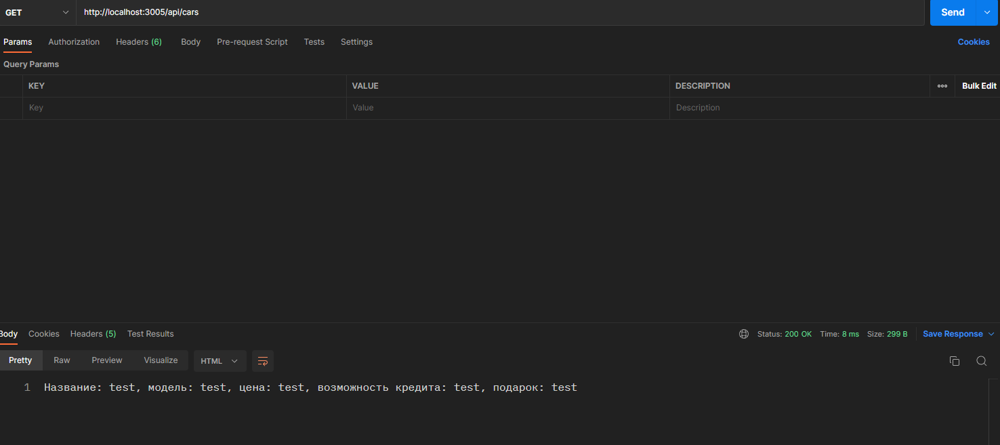 GET http://localhost:3005/api/cars Send
Params Authorization Headers (6) Body Pre-request Script Tests Settings Cookies
Query Params
KEY VALUE DESCRIPTION ooo Bulk Edit
Key Value Description
Body Cookies Headers (5) Test Results Status: 200 OK Time: 8 ms Size: 299 B Save Response
Pretty Raw Preview Visualize HTML
1 Название: test, модель: test, цена: test, возможность кредита: test, подарок: test